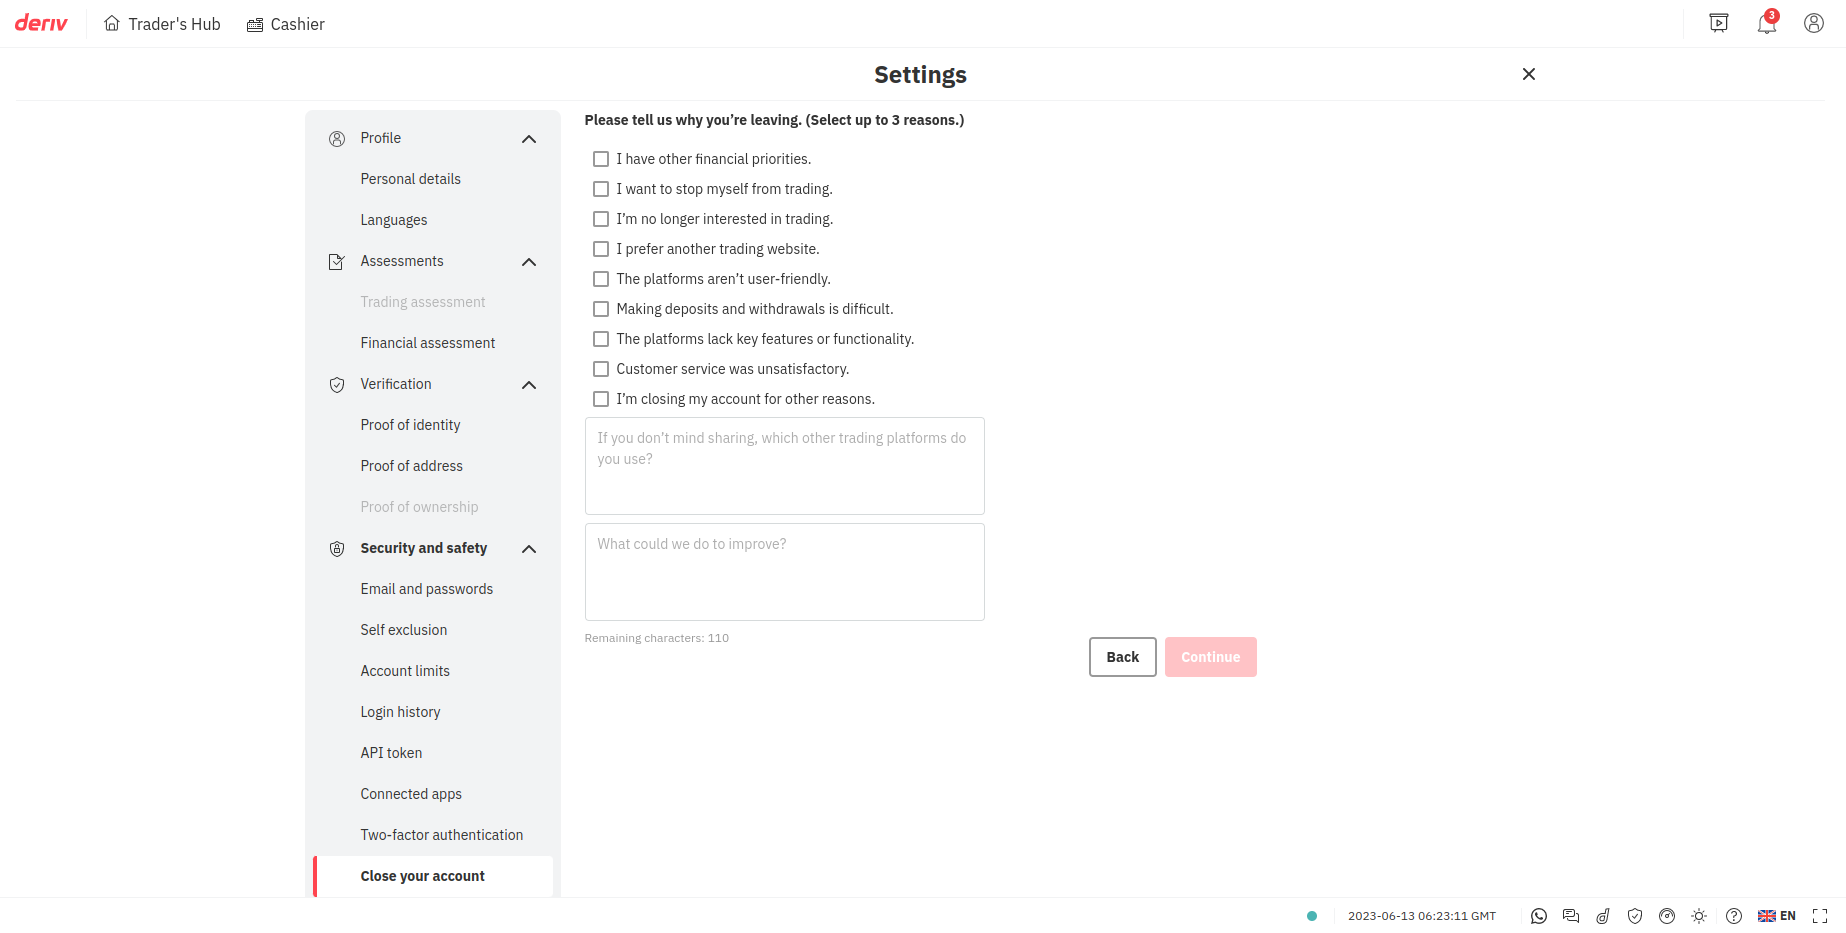 deriv
Trader's Hub
Cashier
3
Settings
Profile
Personal details
Languages
Assessments
Trading assessment
Financial assessment
Verification
Proof of identity
Proof of address
Proof of ownership
Security and safety
Email and passwords
Self exclusion
Account limits
Login history
API token
Connected apps
Two-factor authentication
Close your account
Please tell us why you’re leaving. (Select up to 3 reasons.)
I have other financial priorities.
I want to stop myself from trading.
I’m no longer interested in trading.
I prefer another trading website.
The platforms aren’t user-friendly.
Making deposits and withdrawals is difficult.
The platforms lack key features or functionality.
Customer service was unsatisfactory.
I’m closing my account for other reasons.
If you don’t mind sharing, which other trading platforms do
you use?
What could we do to improve?
Remaining characters: 110
Back
Continue
2023-06-13 06:23:11 GMT
EN